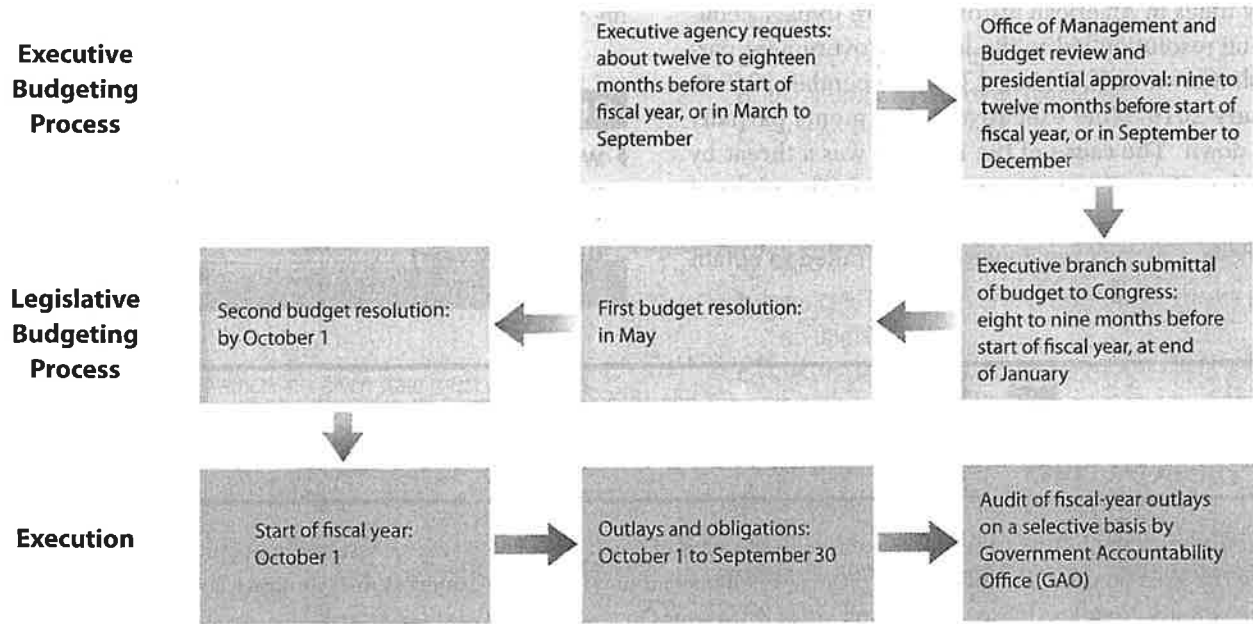 Executive
Budgeting
Process
Executive agency requests:
about twelve to eighteen
months before start of
fiscal year, or in March to
September
Office of Management and
Budget review and
presidential approval: nine to
twelve months before start of
fiscal year, or in September to
December
Legislative
Budgeting
Process
Second budget resolution:
by October 1
First budget resolution:
in May
Executive branch submittal
of budget to Congress:
eight to nine months before
start of fiscal year, at end
of January
Execution
Start of fiscal year:
October 1
Outlays and obligations:
October 1 to September 30
Audit of fiscal-year outlays
on a selective basis by
Government Accountability
Office (GAO)